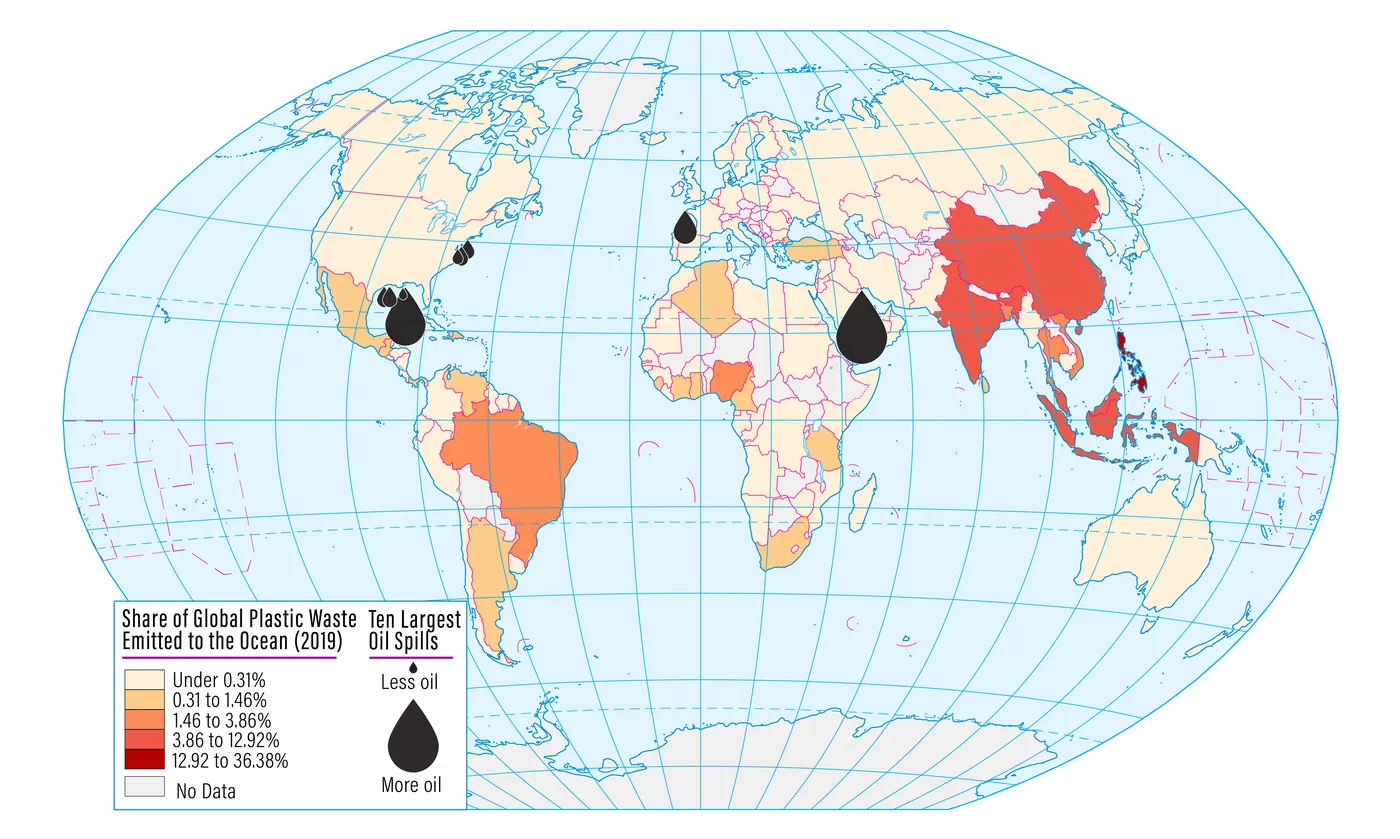 Share of Global Plastic Waste
Emitted to the Ocean (2019)
Under 0.31%
0.31 to 1.46%
1.46 to 3.86%
3.86 to 12.92%
12.92 to 36.38%
No Data
Ten Largest
Oil Spills
Less oil
More oil